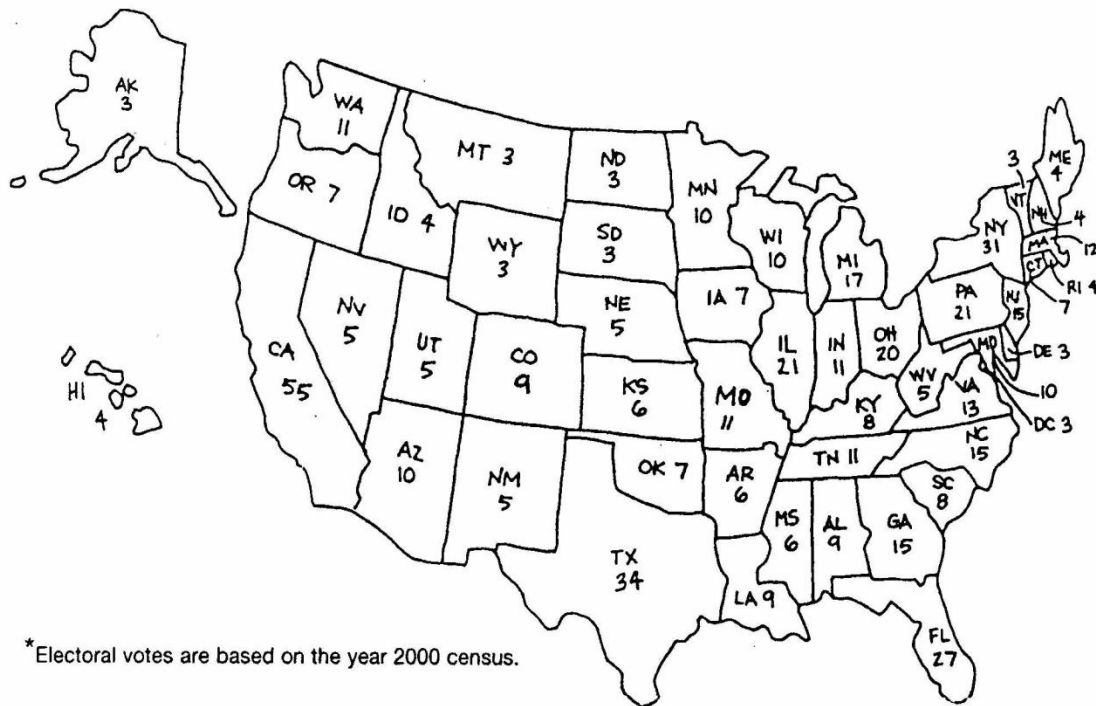 AK
3
WA
11
OR 7
MT 3
ID 4
ND
3
MN
10
WY
3
SD
3
WI
10
MI
17
3
VT
ME
4
NH
4
NY
31
MA
12
CT
7
RI 4
NV
5
UT
5
CA
55
CO
9
NE
5
IA 7
IL
21
IN
11
OH
20
PA
21
NJ
15
DE 3
MD
10
DC 3
WV
5
VA
13
HI
4
KS
6
MO
11
KY
8
NC
15
TN 11
AZ
10
NM
5
OK 7
AR
6
SC
8
MS
6
AL
9
GA
15
TX
34
LA 9
FL
27
*Electoral votes are based on the year 2000 census.